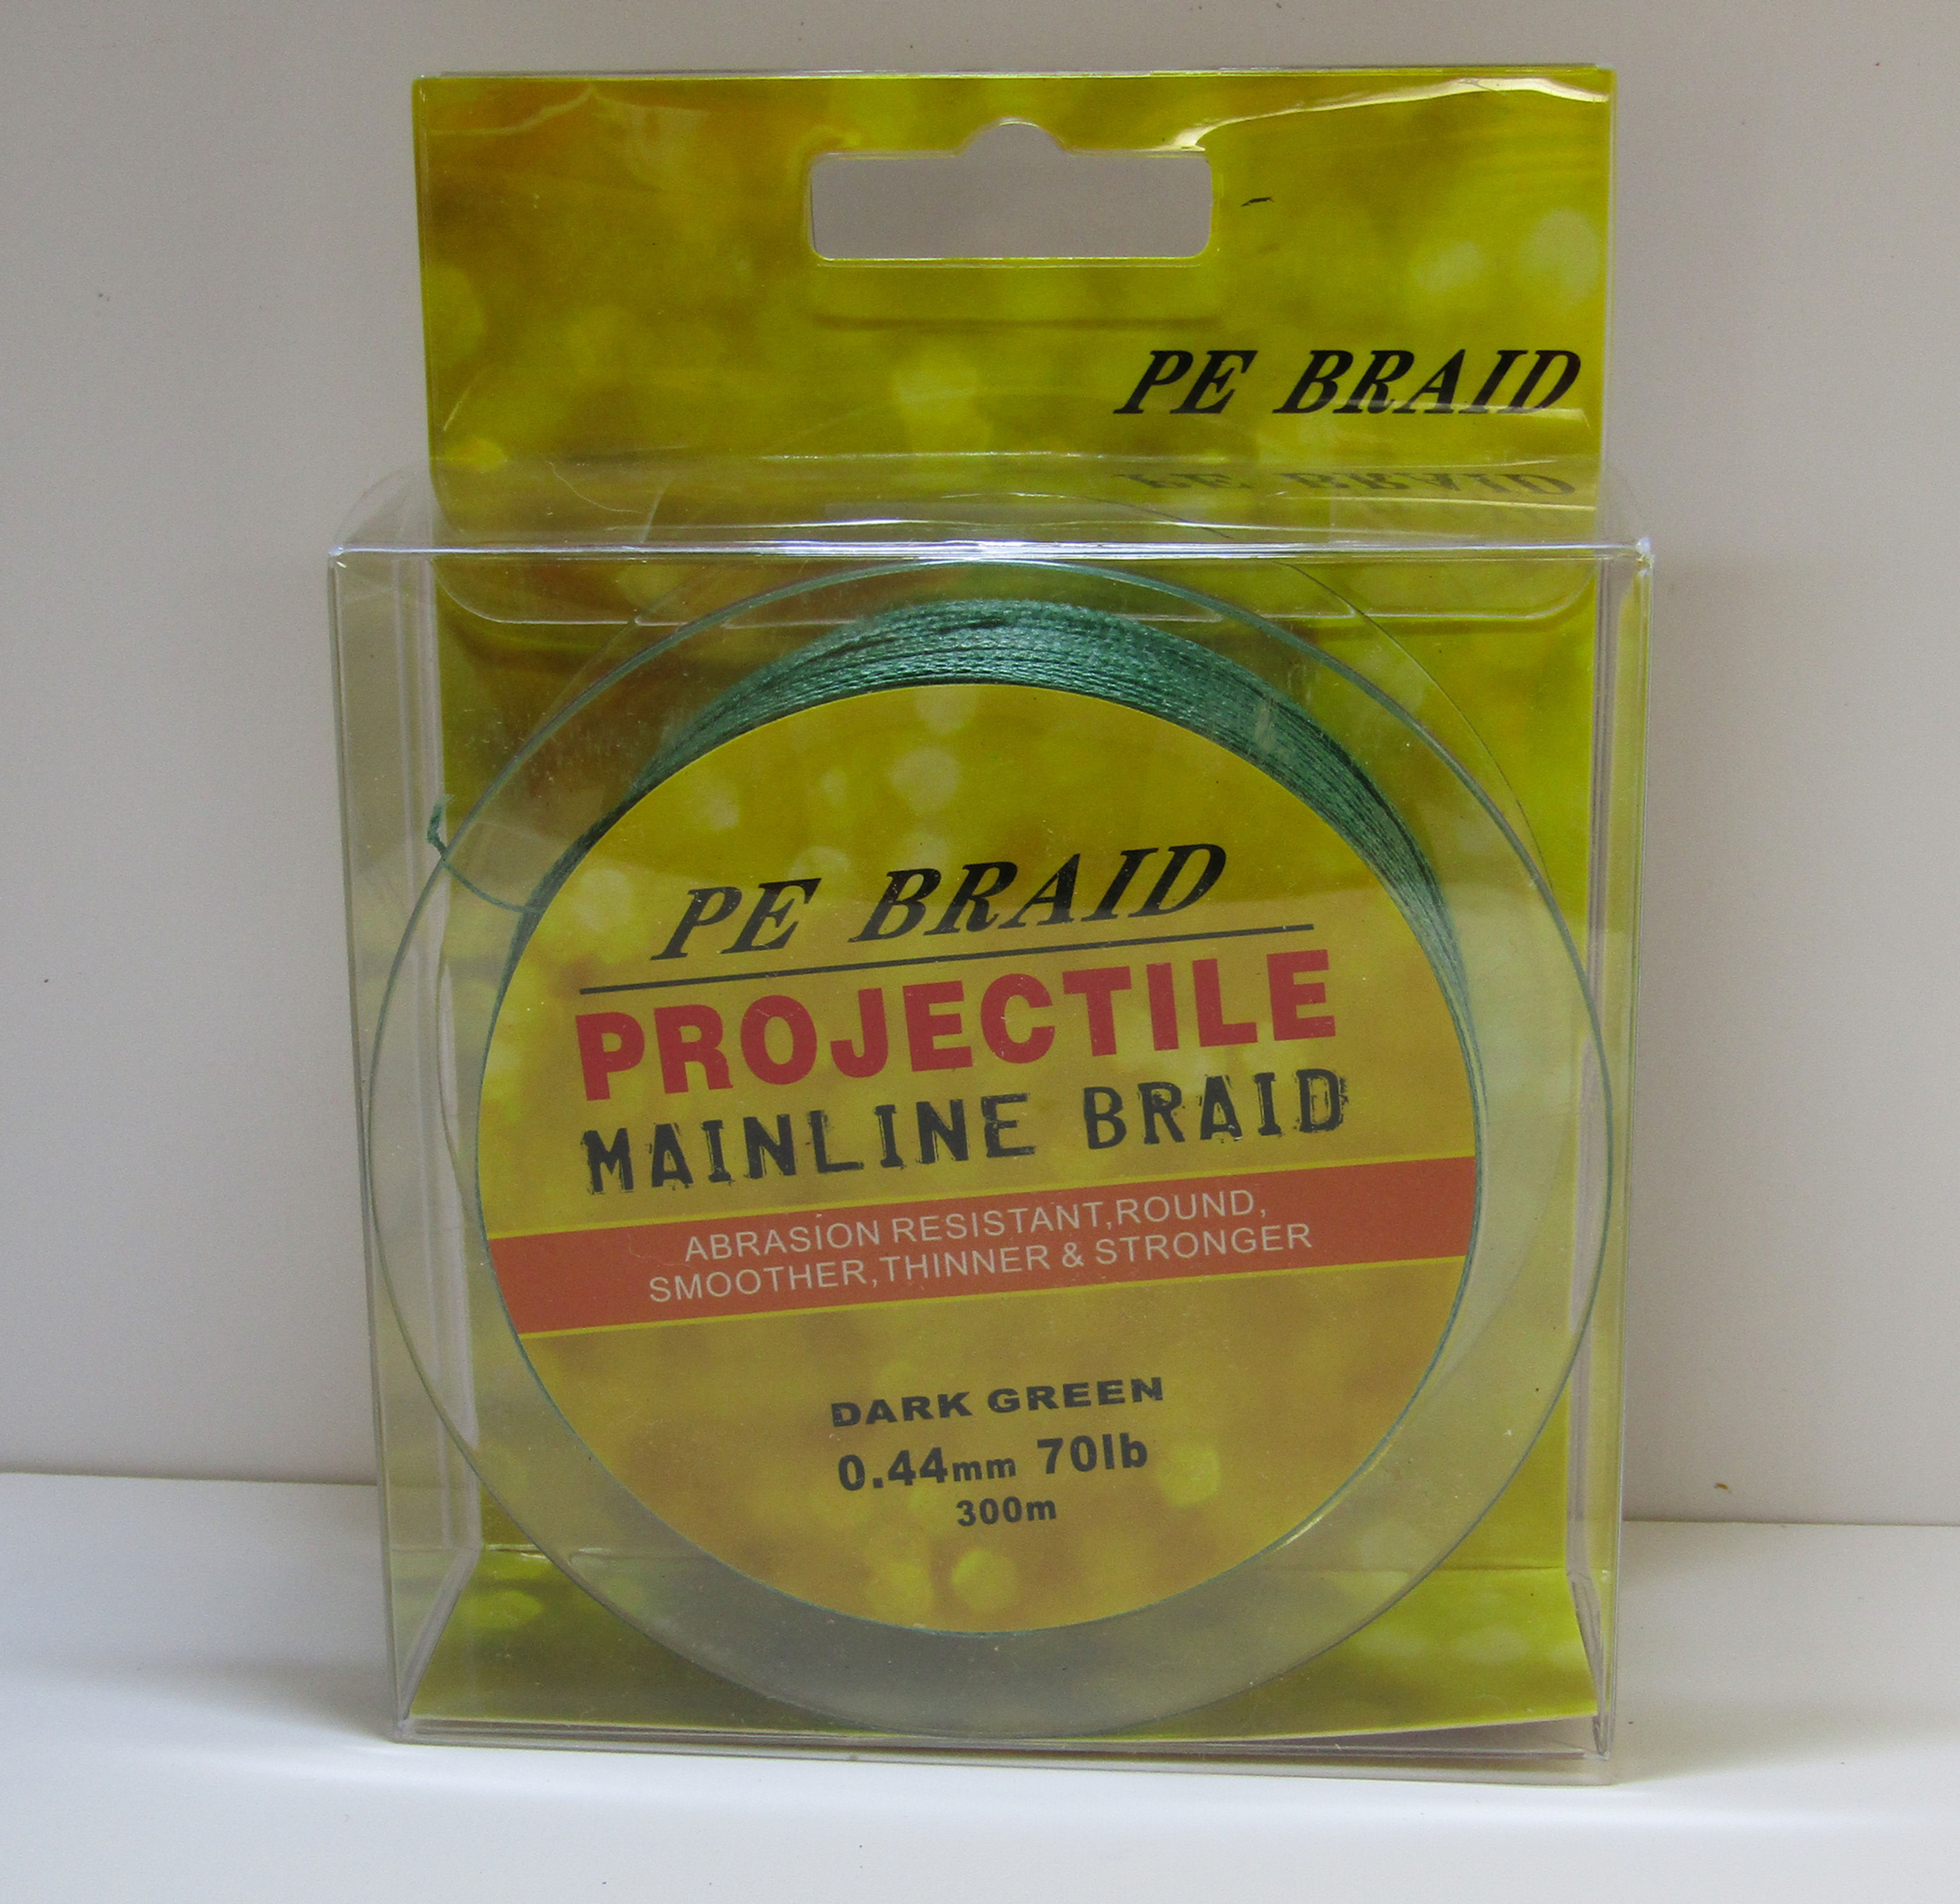 PE BRAID
PE BRAID
PROJECTILE
MAINLINE BRAID
ABRASION RESISTANT,ROUND,
SMOOTHER,THINNER & STRONGER
DARK GREEN
0.44mm 70lb
300m